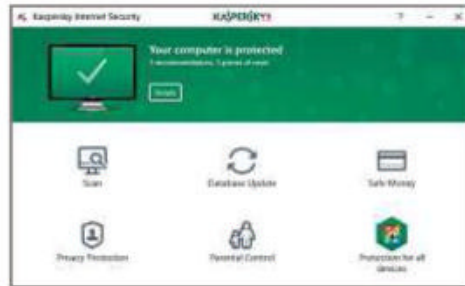 Kaspersky Internet Security
KASPERSKY
? – ×
Your computer is protected
Details
Scan
Database Update
Safe Money
Privacy Protection
Parental Control
Protection for all
devices